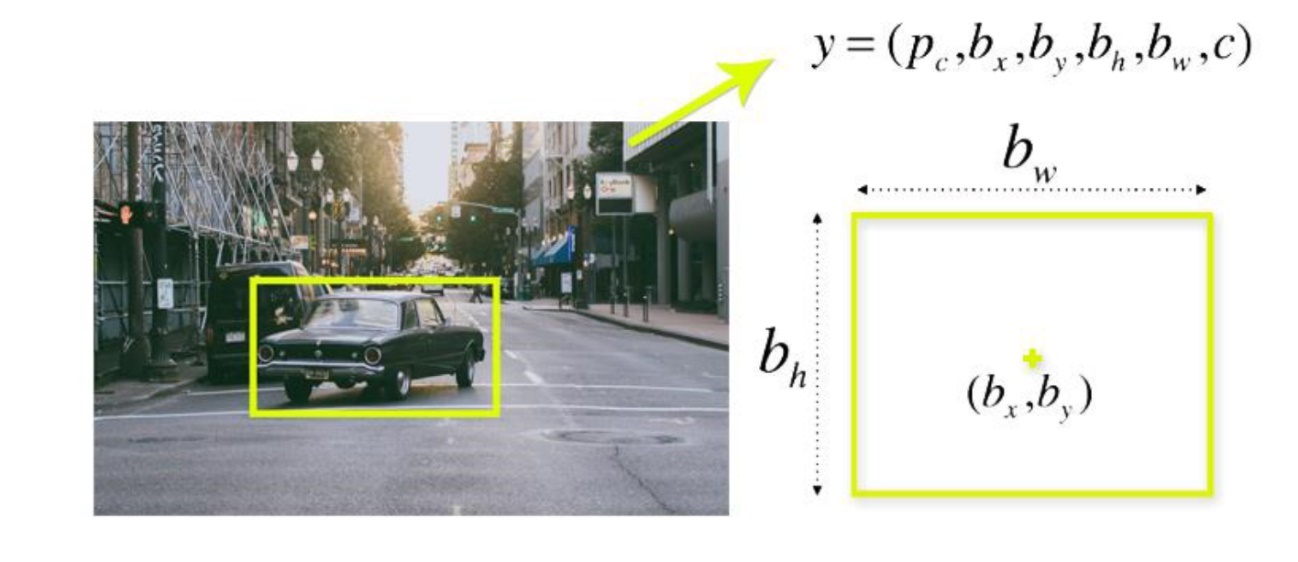 y = (p_c,b_x,b_y,b_h,b_w,c)
b_w
b_h
(b_x,b_y)